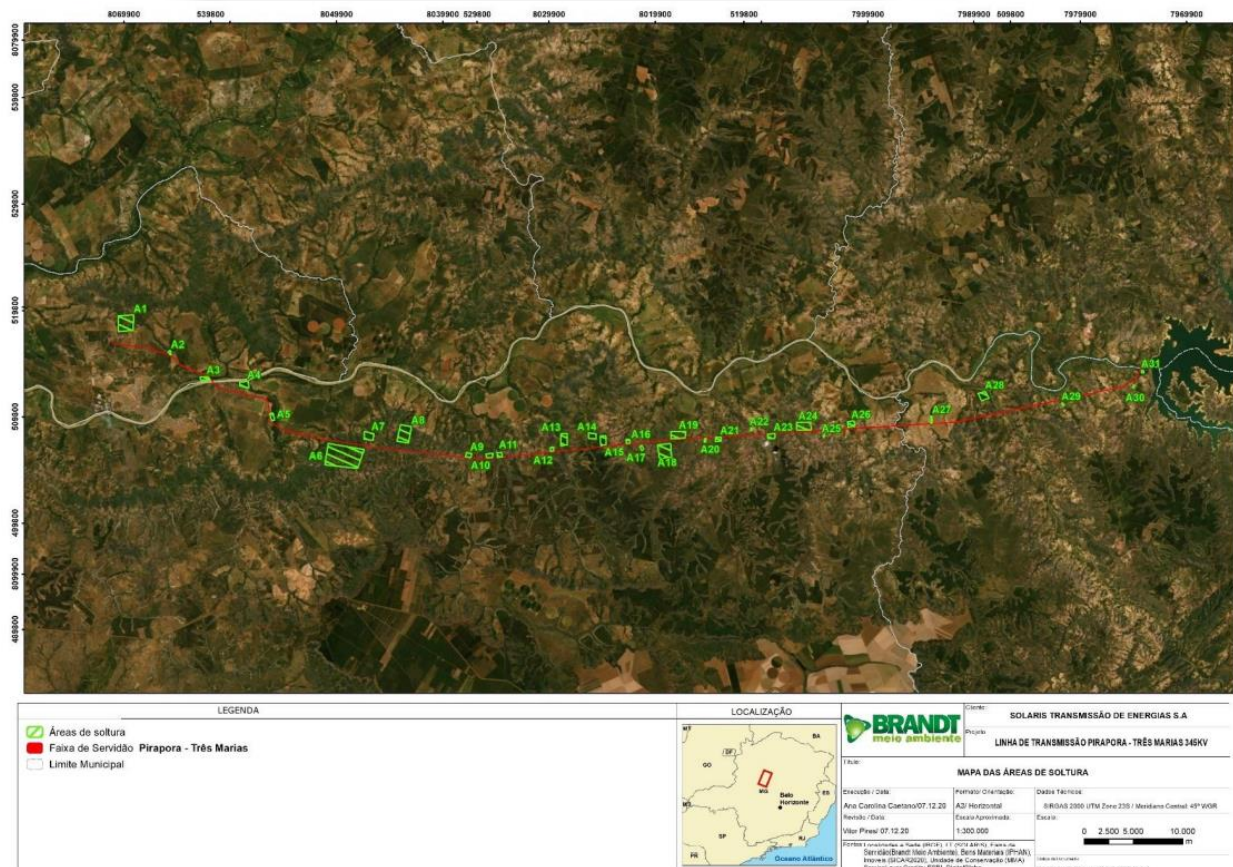 8069900 539800 8049900 8039900 529800 8029900 8019900 519800 7999900 7989900 509800 7979900 7969900
8079900
539800
529800
519800
509800
499800
8099900
489800
A1
A2
A3
A4
A5
A6
A7
A8
A9
A10
A11
A12
A13
A14
A15
A16
A17
A18
A19
A20
A21
A22
A23
A24
A25
A26
A27
A28
A29
A30
A31
LEGENDA
Áreas de soltura
Faixa de Servidão Pirapora - Três Marias
Limite Municipal
LOCALIZAÇÃO
MT
BA
DF
GO
MG
Belo
Horizonte
ES
MS
SP
RJ
PR
Oceano Atlântico
BRANDT
meio ambiente
Cliente:
SOLARIS TRANSMISSÃO DE ENERGIAS S.A
Projeto
LINHA DE TRANSMISSÃO PIRAPORA - TRÊS MARIAS 345KV
Título:
MAPA DAS ÁREAS DE SOLTURA
Execução / Data:
Ana Carolina Caetano/07.12.20
Formato/ Orientação:
A3/ Horizontal
Dados Técnicos:
SIRGAS 2000 UTM Zone 23S / Meridiano Central: 45º WGR
Revisão / Data:
Vitor Pires/ 07.12.20
Escala Aproximada:
1:300.000
Escala:
0 2.500 5.000 10.000
m